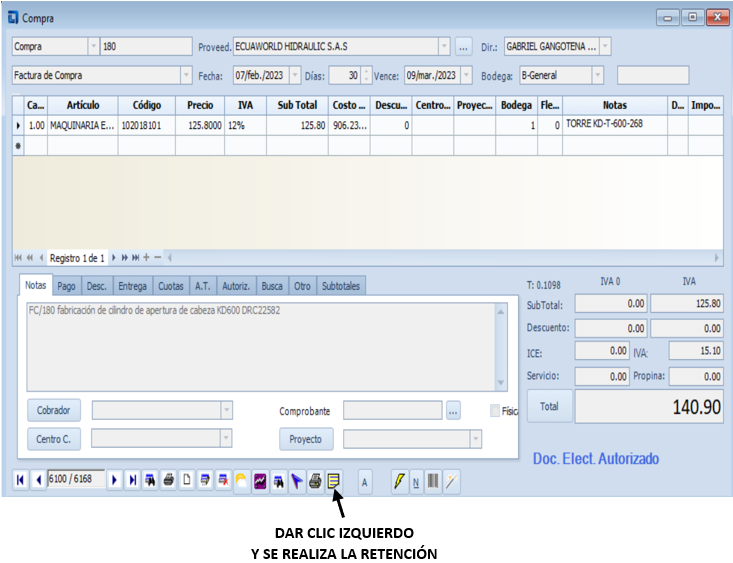 Compra
Compra 180 Proveed. ECUAWORLD HIDRAULIC S.A.S ... Dir.: GABRIEL GANGOTENA ...
Factura de Compra Fecha: 07/feb./2023 Días: 30 Vence: 09/mar./2023 Bodega: B-General
Ca... Artículo Código Precio IVA Sub Total Costo ... Descu... Centro... Proyec... Bodega Fle... Notas D... Impo...
1.00 MAQUINARIA E... 102018101 125.8000 12% 125.80 906.23... 0 1 0 TORRE KD-T-600-268
Registro 1 de 1
Notas Pago Desc. Entrega Cuotas A.T. Autoriz. Busca Otro Subtotales
T: 0.1098 IVA 0 IVA
FC/180 fabricación de cilindro de apertura de cabeza KD600 DRC22582
SubTotal: 0.00 125.80
Descuento: 0.00 0.00
ICE: 0.00 IVA: 15.10
Servicio: 0.00 Propina: 0.00
Cobrador Comprobante ... Física
Total 140.90
Centro C. Proyecto
Doc. Elect. Autorizado
6100 / 6168 A N
DAR CLIC IZQUIERDO
Y SE REALIZA LA RETENCIÓN